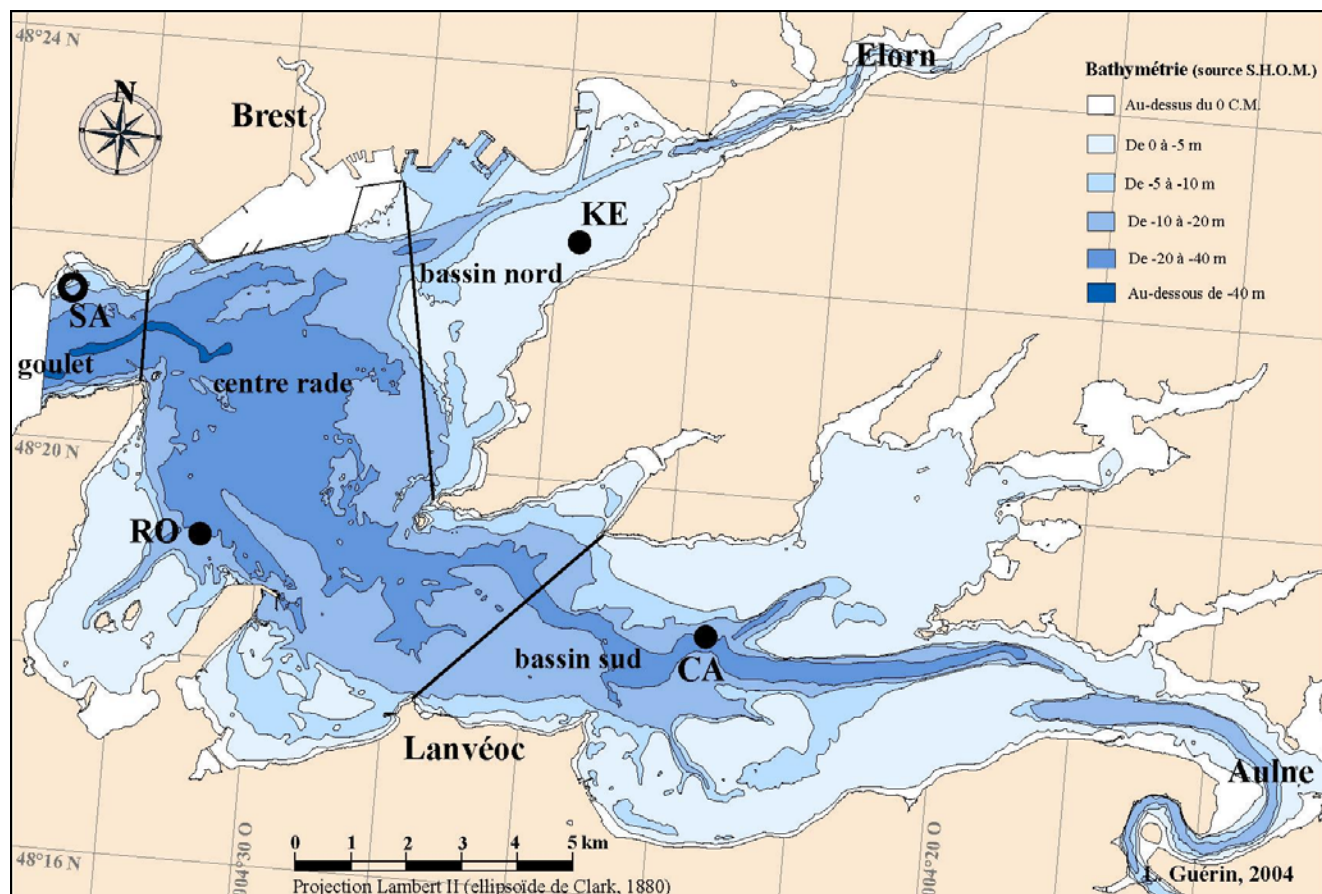 48°24 N
N
Brest
Elorn
Bathymétrie (source S.H.O.M.)
Au-dessus du 0 C.M.
De 0 à -5 m
De -5 à -10 m
De -10 à -20 m
De -20 à -40 m
Au-dessous de -40 m
KE
bassin nord
SA
goulet
centre rade
48°20 N
RO
bassin sud
CA
Lanvéoc
Aulne
004°30 O
004°20 O
0 1 2 3 4 5 km
48°16 N
Projection Lambert II (ellipsoïde de Clark, 1880)
L. Guérin, 2004